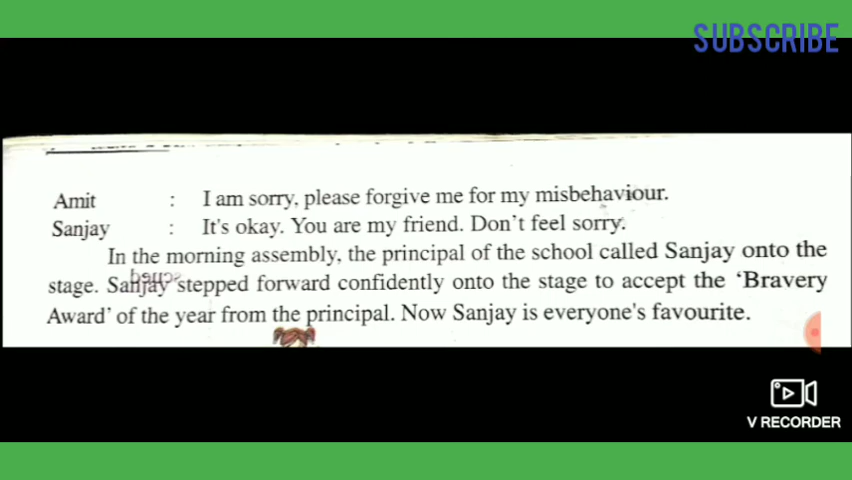 SUBSCRIBE
Amit : I am sorry, please forgive me for my misbehaviour.
Sanjay : It's okay. You are my friend. Don't feel sorry.
In the morning assembly, the principal of the school called Sanjay onto the
stage. Sanjay stepped forward confidently onto the stage to accept the 'Bravery
Award' of the year from the principal. Now Sanjay is everyone's favourite.
V RECORDER